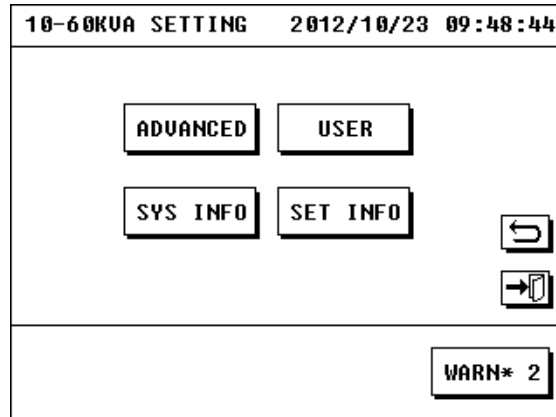 10-60KVA SETTING 2012/10/23 09:48:44
ADVANCED USER
SYS INFO SET INFO
WARN* 2